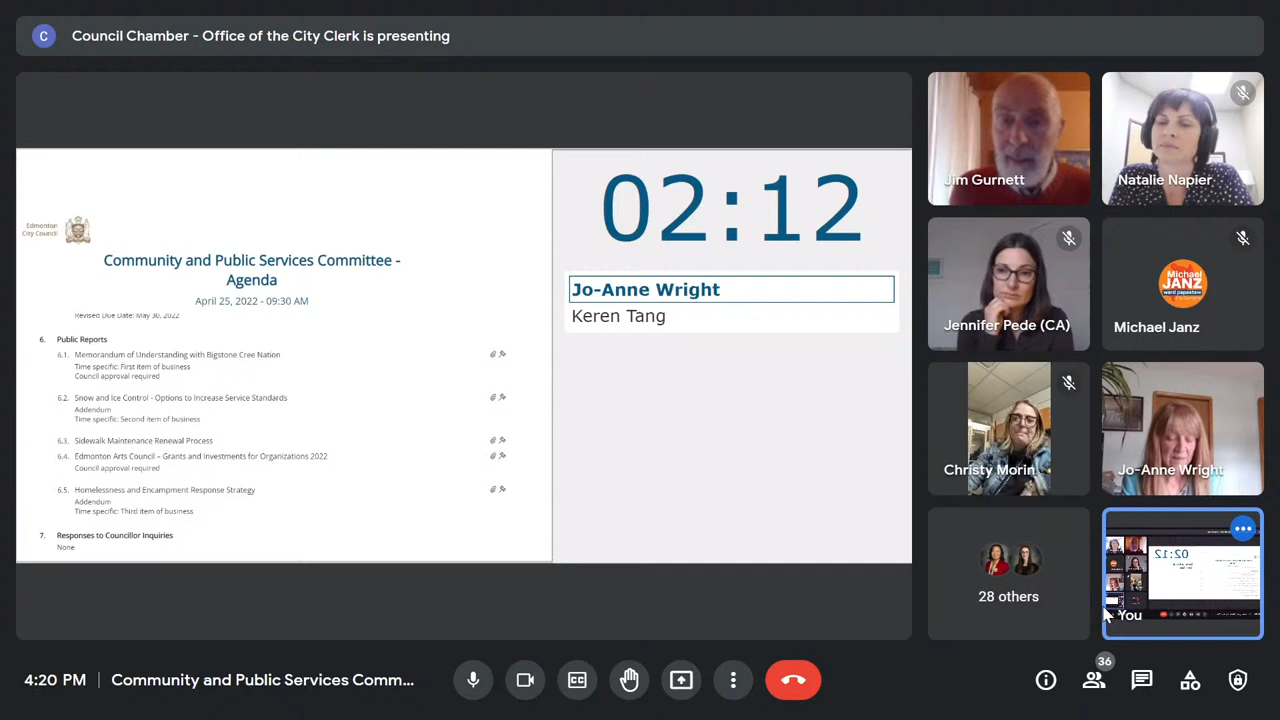 C
Council Chamber - Office of the City Clerk is presenting
Edmonton
City Council
Community and Public Services Committee -
Agenda
April 25, 2022 - 09:30 AM
Revised Due Date: May 30, 2022
6. Public Reports
6.1. Memorandum of Understanding with Bigstone Cree Nation
Time specific: First item of business
Council approval required
6.2. Snow and Ice Control - Options to Increase Service Standards
Addendum
Time specific: Second item of business
6.3. Sidewalk Maintenance Renewal Process
6.4. Edmonton Arts Council – Grants and Investments for Organizations 2022
Council approval required
6.5. Homelessness and Encampment Response Strategy
Addendum
Time specific: Third item of business
7. Responses to Councillor Inquiries
None
02:12
Jo-Anne Wright
Keren Tang
Jim Gurnett
Natalie Napier
Jennifer Pede (CA)
Michael
JANZ
ward papastew
Michael Janz
Christy Morin
Jo-Anne Wright
28 others
02:12
You
4:20 PM
Community and Public Services Comm...
36